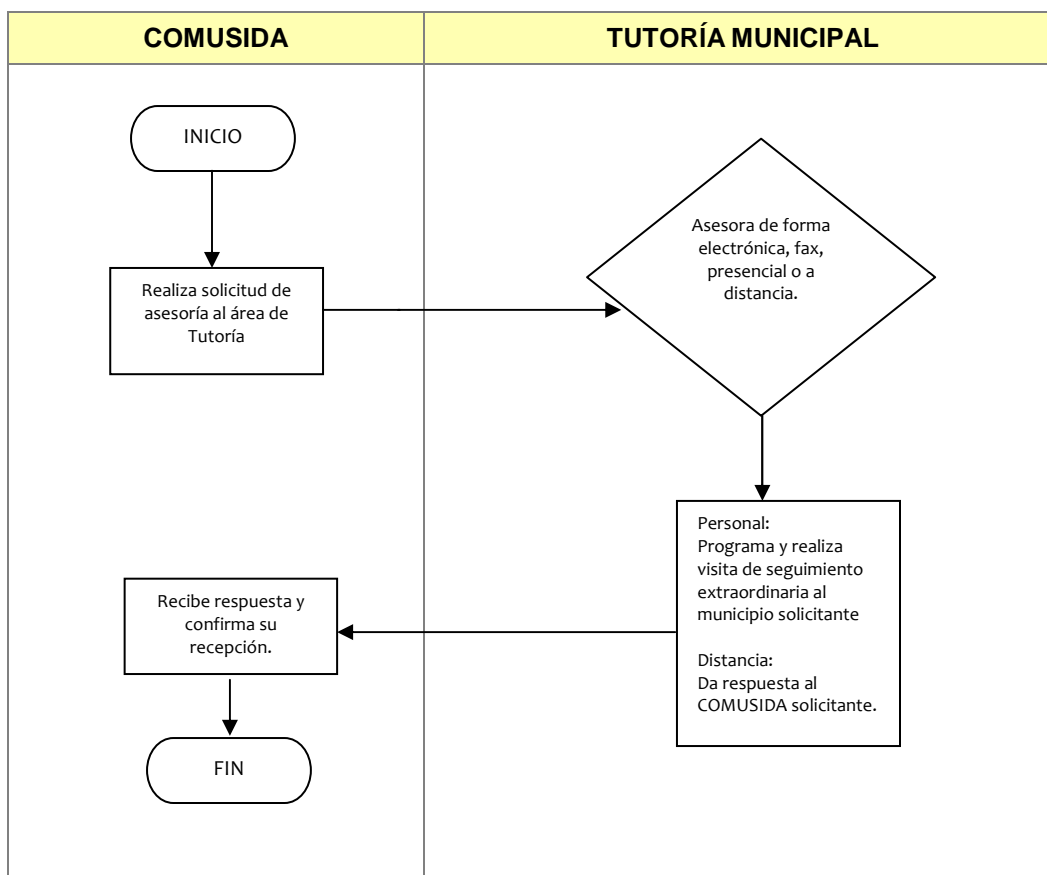 COMUSIDA
TUTORÍA MUNICIPAL
INICIO
Realiza solicitud de
asesoría al área de
Tutoría
Asesora de forma
electrónica, fax,
presencial o a
distancia.
Personal:
Programa y realiza
visita de seguimiento
extraordinaria al
municipio solicitante
Distancia:
Da respuesta al
COMUSIDA solicitante.
Recibe respuesta y
confirma su
recepción.
FIN